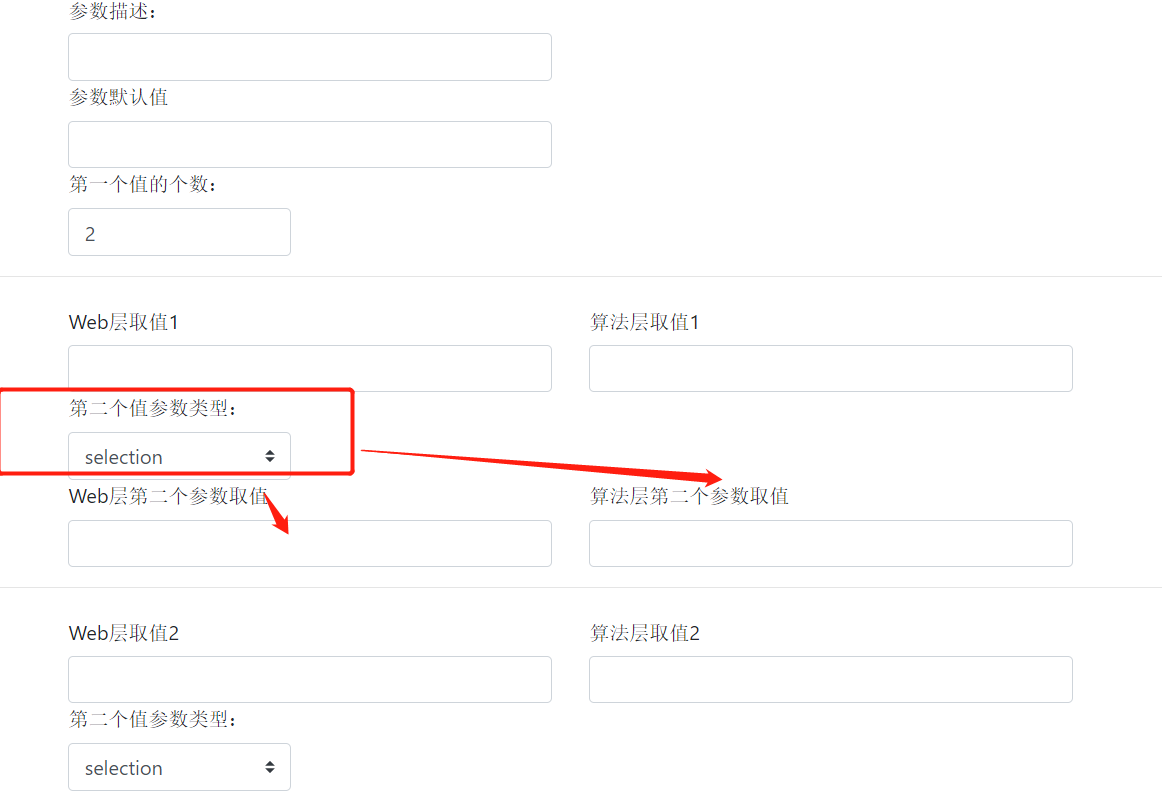 参数描述：
参数默认值
第一个值的个数：
2
Web层取值1 算法层取值1
第二个值参数类型：
selection
Web层第二个参数取值 算法层第二个参数取值
Web层取值2 算法层取值2
第二个值参数类型：
selection